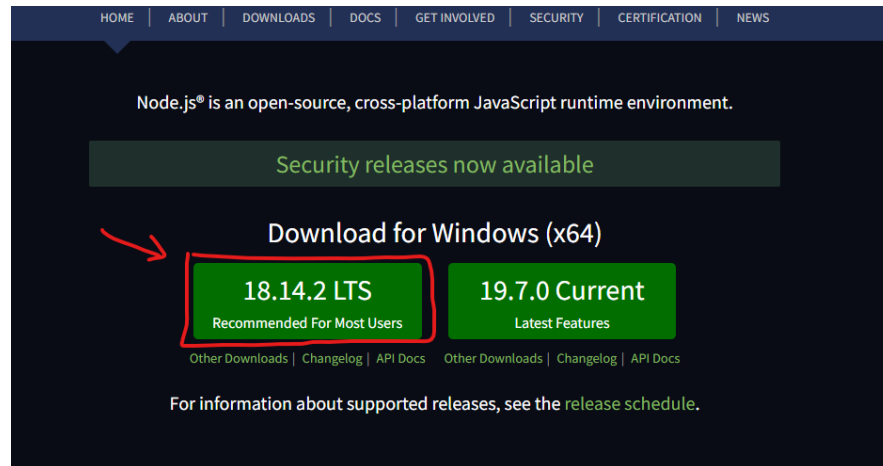 HOME | ABOUT | DOWNLOADS | DOCS | GET INVOLVED | SECURITY | CERTIFICATION | NEWS
Node.js® is an open-source, cross-platform JavaScript runtime environment.
Security releases now available
Download for Windows (x64)
18.14.2 LTS
Recommended For Most Users
19.7.0 Current
Latest Features
Other Downloads | Changelog | API Docs
Other Downloads | Changelog | API Docs
For information about supported releases, see the release schedule.